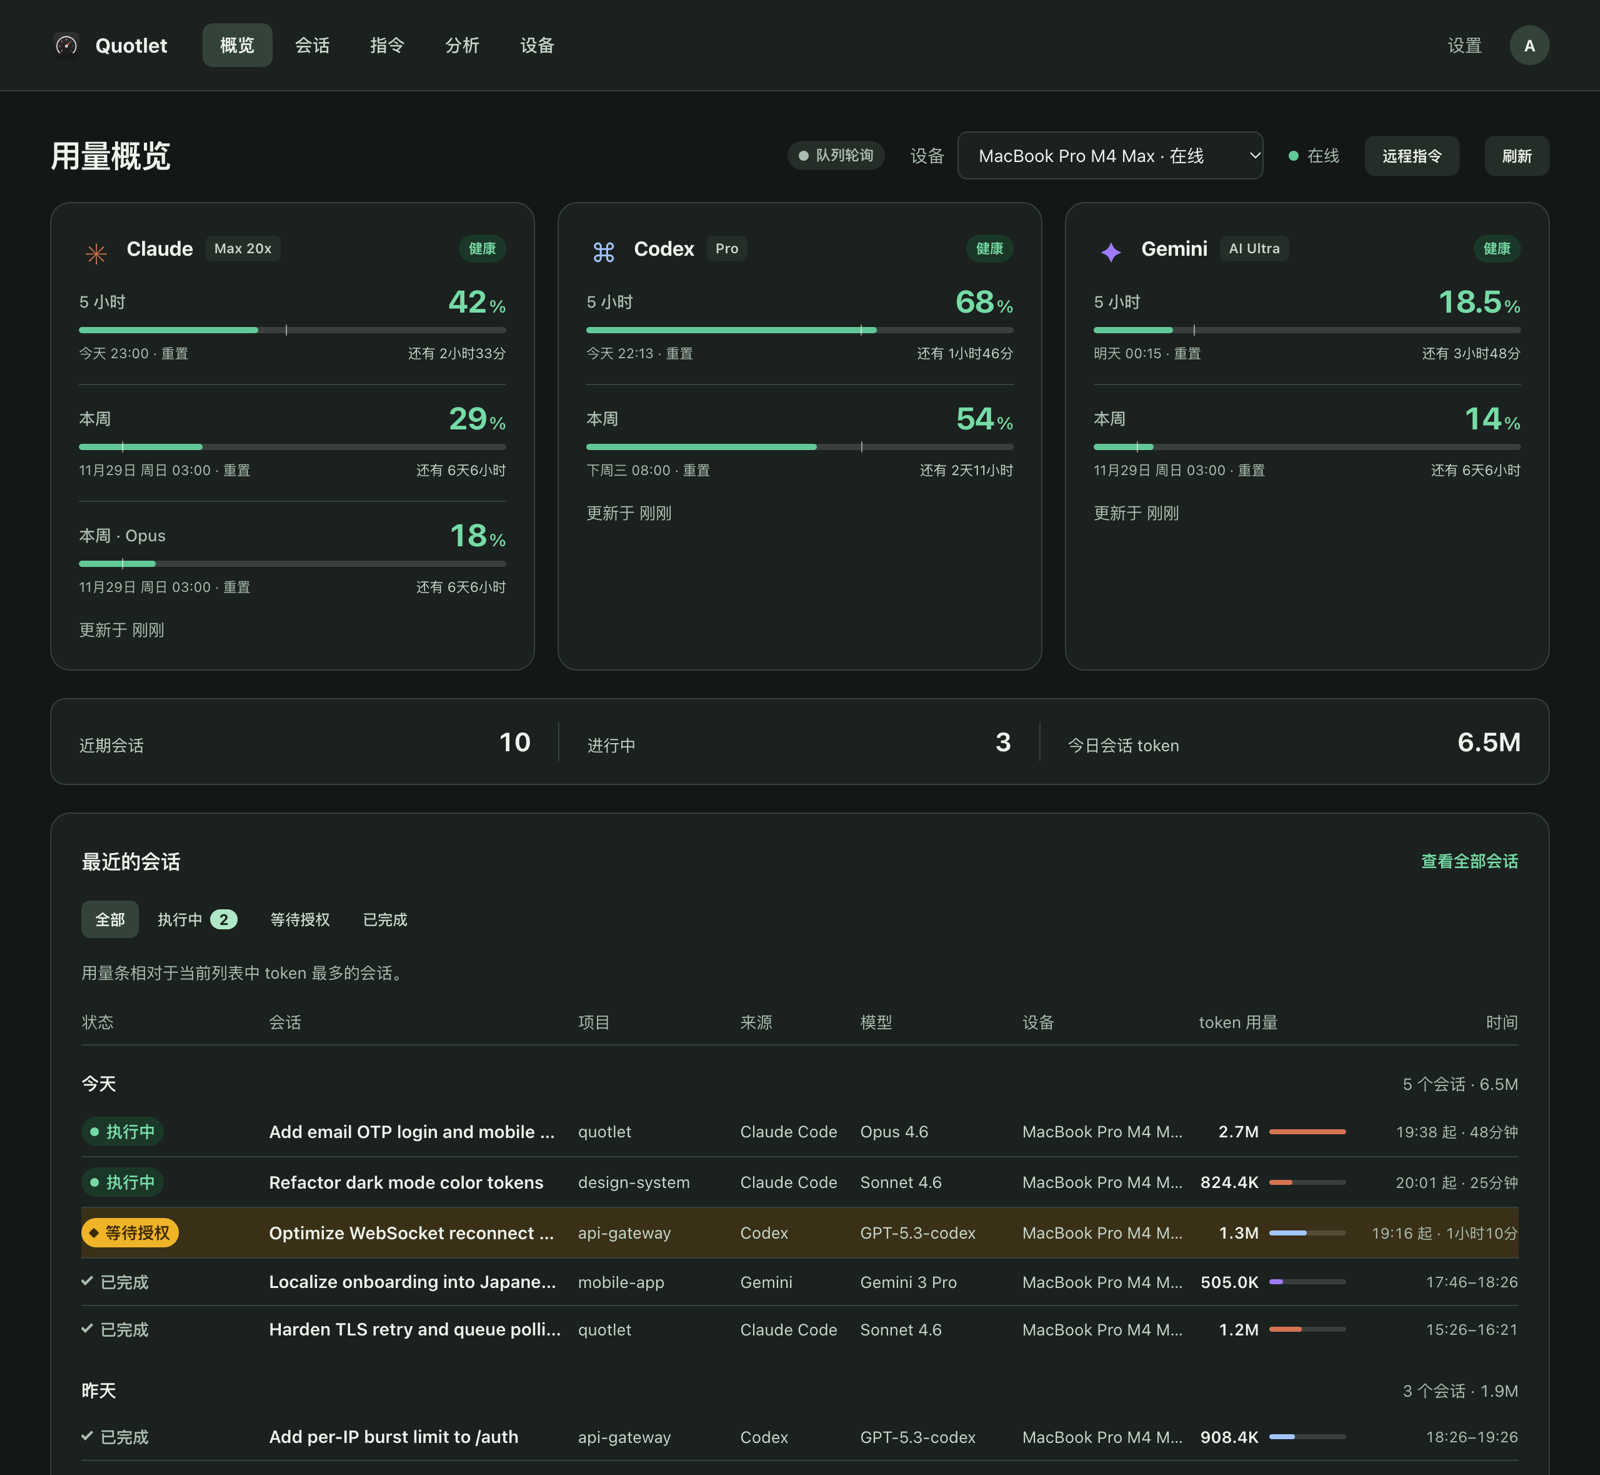 Quotlet 概览 会话 指令 分析 设备 设置 A
用量概览 队列轮询 设备 MacBook Pro M4 Max · 在线 在线 远程指令 刷新
Claude Max 20x 健康
5 小时 42%
今天 23:00 · 重置 还有 2小时33分
本周 29%
11月29日 周日 03:00 · 重置 还有 6天6小时
本周 · Opus 18%
11月29日 周日 03:00 · 重置 还有 6天6小时
更新于 刚刚
Codex Pro 健康
5 小时 68%
今天 22:13 · 重置 还有 1小时46分
本周 54%
下周三 08:00 · 重置 还有 2天11小时
更新于 刚刚
Gemini AI Ultra 健康
5 小时 18.5%
明天 00:15 · 重置 还有 3小时48分
本周 14%
11月29日 周日 03:00 · 重置 还有 6天6小时
更新于 刚刚
近期会话 10 进行中 3 今日会话 token 6.5M
最近的会话 查看全部会话
全部 执行中 2 等待授权 已完成
用量条相对于当前列表中 token 最多的会话。
状态 会话 项目 来源 模型 设备 token 用量 时间
今天 5 个会话 · 6.5M
执行中 Add email OTP login and mobile ... quotlet Claude Code Opus 4.6 MacBook Pro M4 M... 2.7M 19:38 起 · 48分钟
执行中 Refactor dark mode color tokens design-system Claude Code Sonnet 4.6 MacBook Pro M4 M... 824.4K 20:01 起 · 25分钟
等待授权 Optimize WebSocket reconnect ... api-gateway Codex GPT-5.3-codex MacBook Pro M4 M... 1.3M 19:16 起 · 1小时10分
已完成 Localize onboarding into Japane... mobile-app Gemini Gemini 3 Pro MacBook Pro M4 M... 505.0K 17:46–18:26
已完成 Harden TLS retry and queue polli... quotlet Claude Code Sonnet 4.6 MacBook Pro M4 M... 1.2M 15:26–16:21
昨天 3 个会话 · 1.9M
已完成 Add per-IP burst limit to /auth api-gateway Codex GPT-5.3-codex MacBook Pro M4 M... 908.4K 18:26–19:26